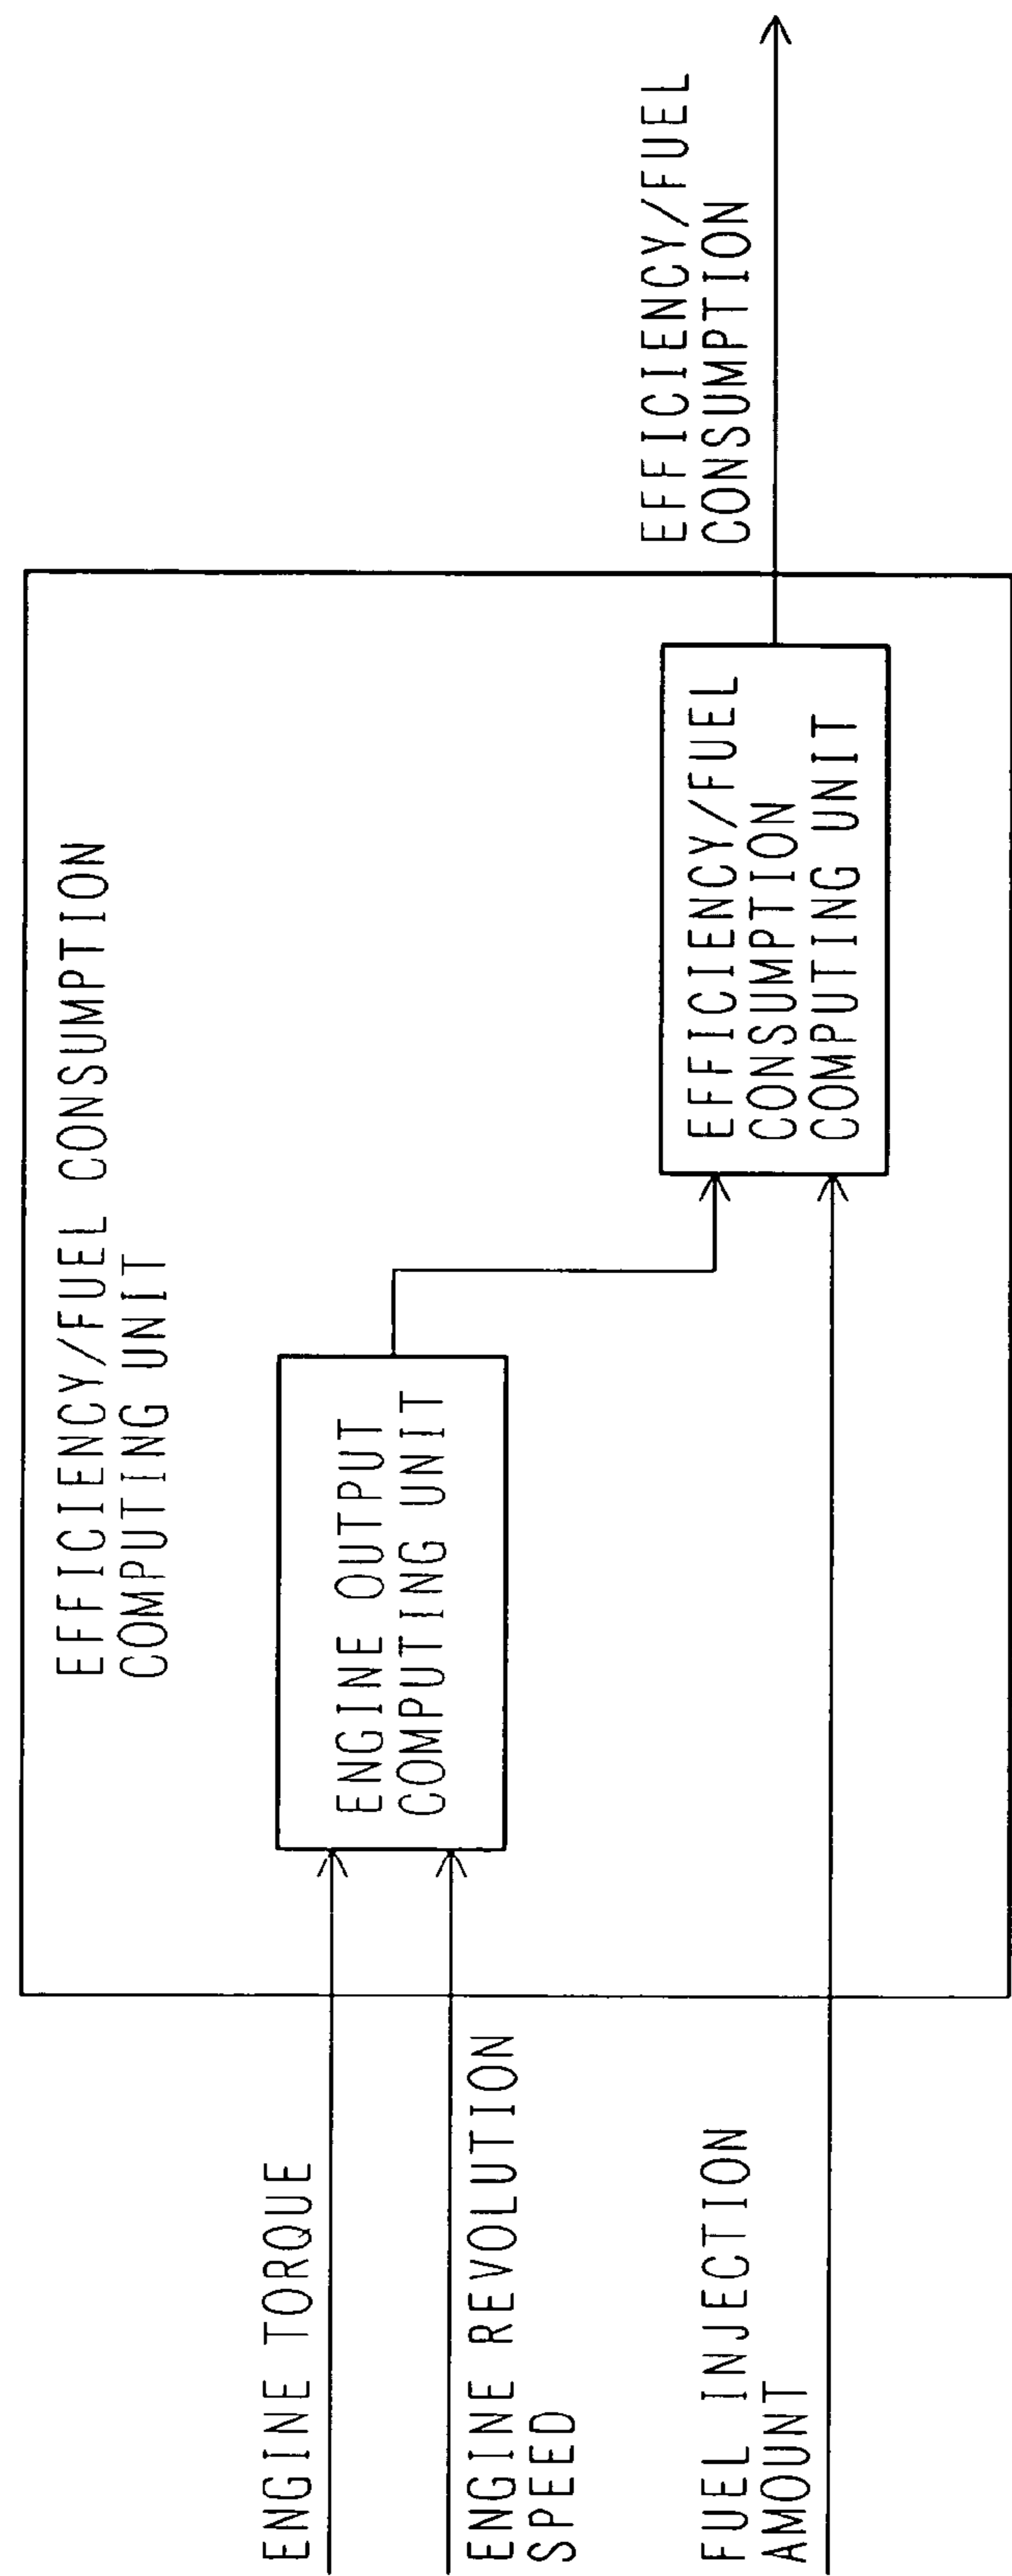 EFFICIENCY/FUEL CONSUMPTION
COMPUTING UNIT
ENGINE TORQUE
ENGINE REVOLUTION
SPEED
FUEL INJECTION
AMOUNT
ENGINE OUTPUT
COMPUTING UNIT
EFFICIENCY/FUEL
CONSUMPTION
COMPUTING UNIT
EFFICIENCY/FUEL
CONSUMPTION